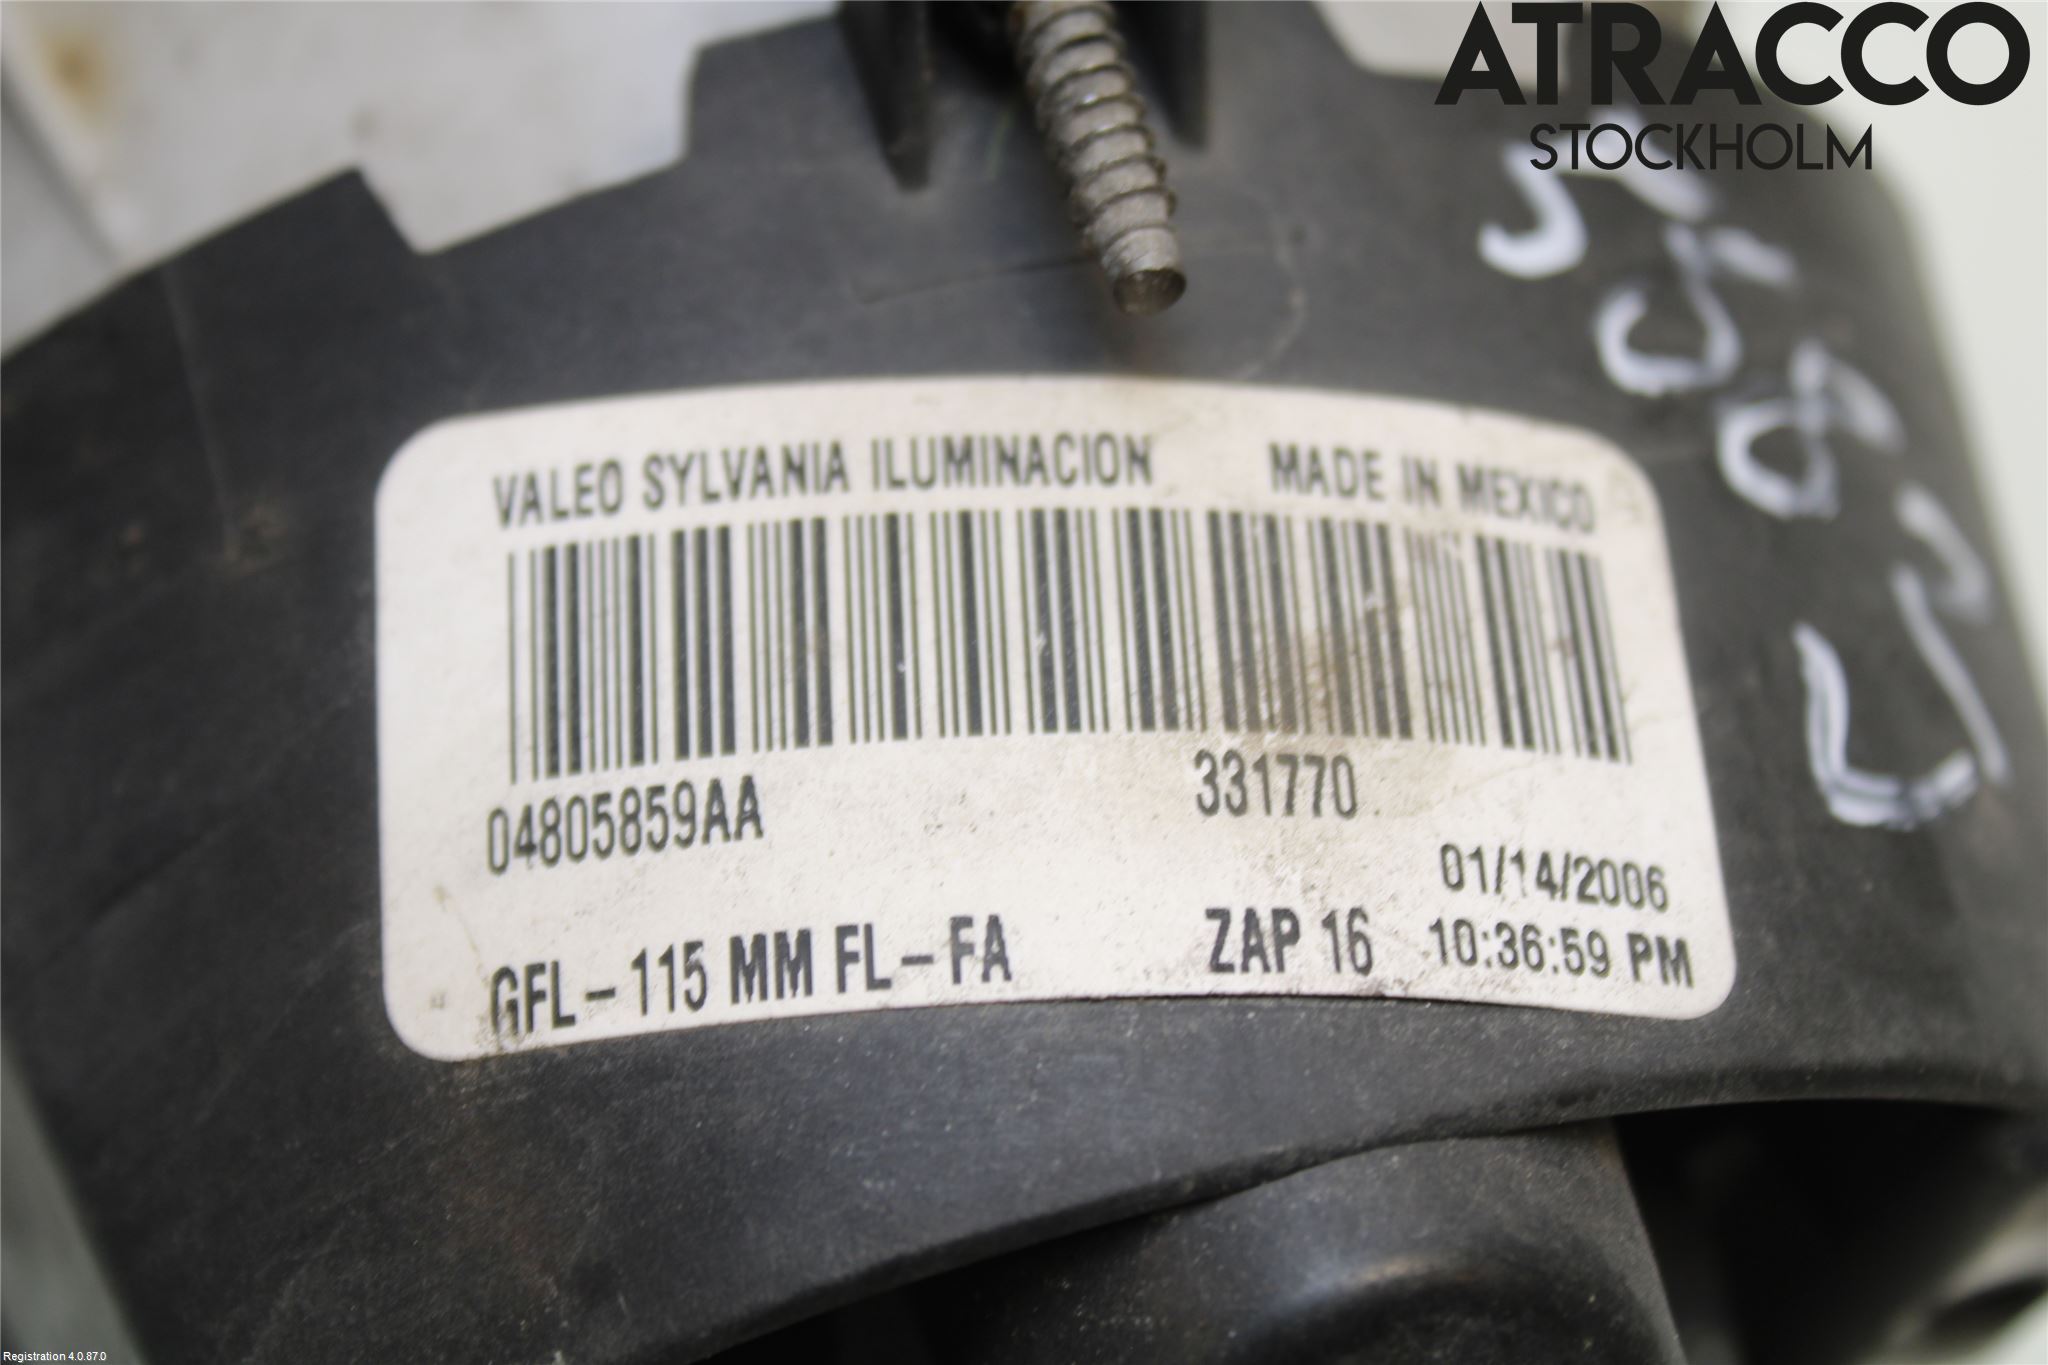 ATRACCO
STOCKHOLM
VALEO SYLVANIA ILUMINACION MADE IN MEXICO
04805859AA 331770
01/14/2006
GFL-115 MM FL-FA ZAP 16 10:36:59 PM
Registration 4.0.87.0